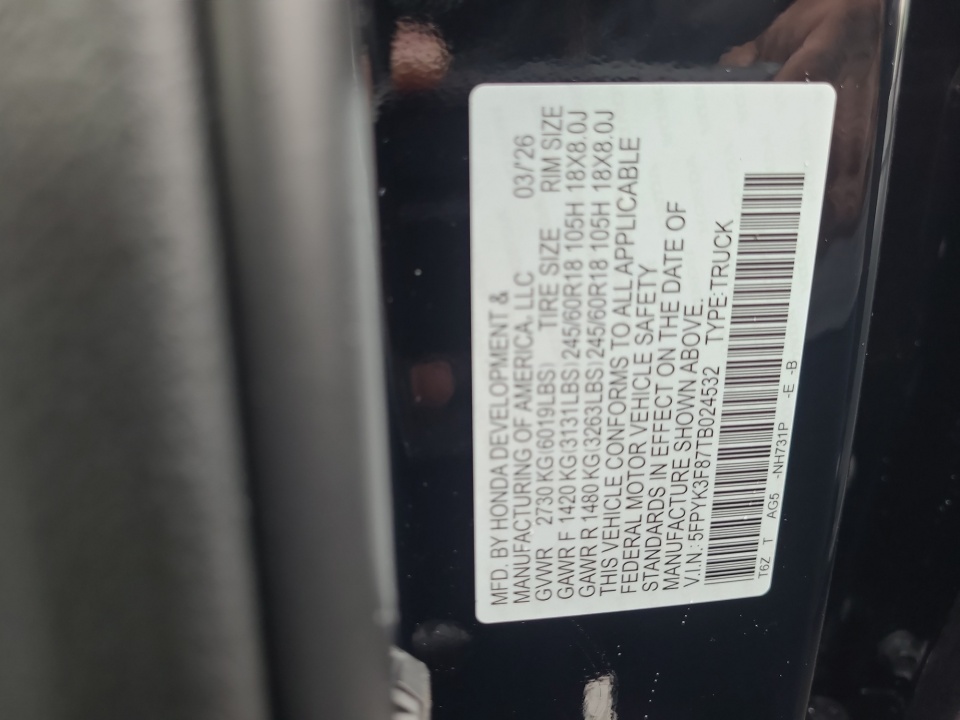 MFD. BY HONDA DEVELOPMENT &
MANUFACTURING OF AMERICA, LLC 03/'26
GVWR 2730 KG(6019LBS) TIRE SIZE RIM SIZE
GAWR F 1420 KG(3131LBS)245/60R18 105H 18X8.0J
GAWR R 1480 KG(3263LBS)245/60R18 105H 18X8.0J
THIS VEHICLE CONFORMS TO ALL APPLICABLE
FEDERAL MOTOR VEHICLE SAFETY
STANDARDS IN EFFECT ON THE DATE OF
MANUFACTURE SHOWN ABOVE.
V.I.N.: 5FPYK3F87TB024532 TYPE:TRUCK
T6Z T AG5 -NH731P -E -B